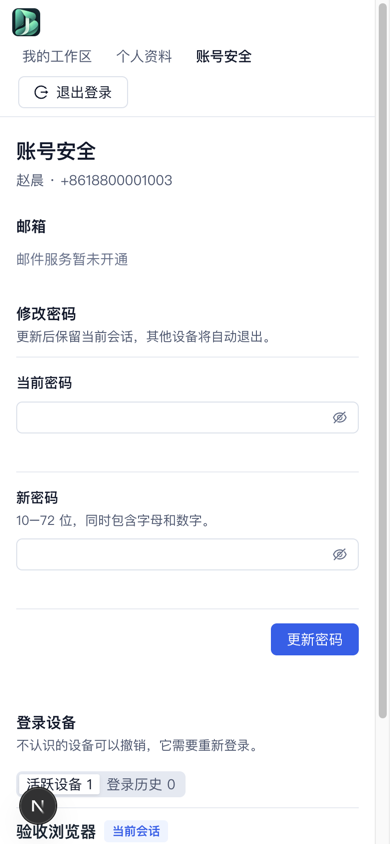 我的工作区 个人资料 账号安全
退出登录
账号安全
赵晨 · +8618800001003
邮箱
邮件服务暂未开通
修改密码
更新后保留当前会话，其他设备将自动退出。
当前密码
新密码
10–72 位，同时包含字母和数字。
更新密码
登录设备
不认识的设备可以撤销，它需要重新登录。
活跃设备 1 登录历史 0
N
验收浏览器 当前会话